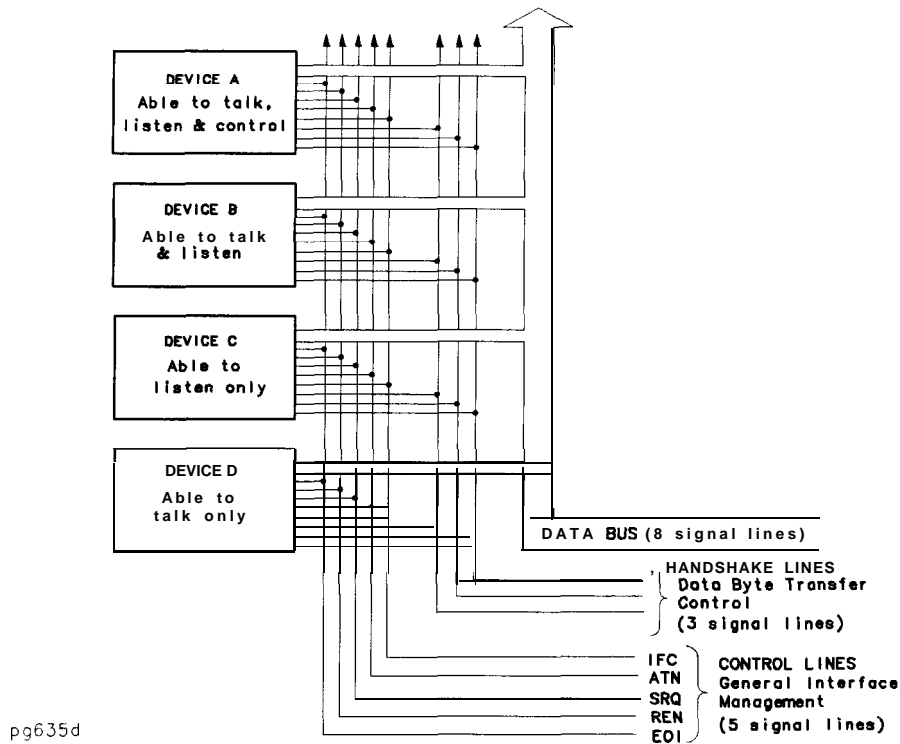 DEVICE A
Able to talk,
listen & control
DEVICE B
Able to talk
& listen
DEVICE C
Able to
listen only
DEVICE D
Able to
talk only
DATA BUS (8 signal lines)
, HANDSHAKE LINES
Data Byte Transfer
Control
(3 signal lines)
IFC
ATN
SRQ
REN
EOI
CONTROL LINES
General Interface
Management
(5 signal lines)
pg635d